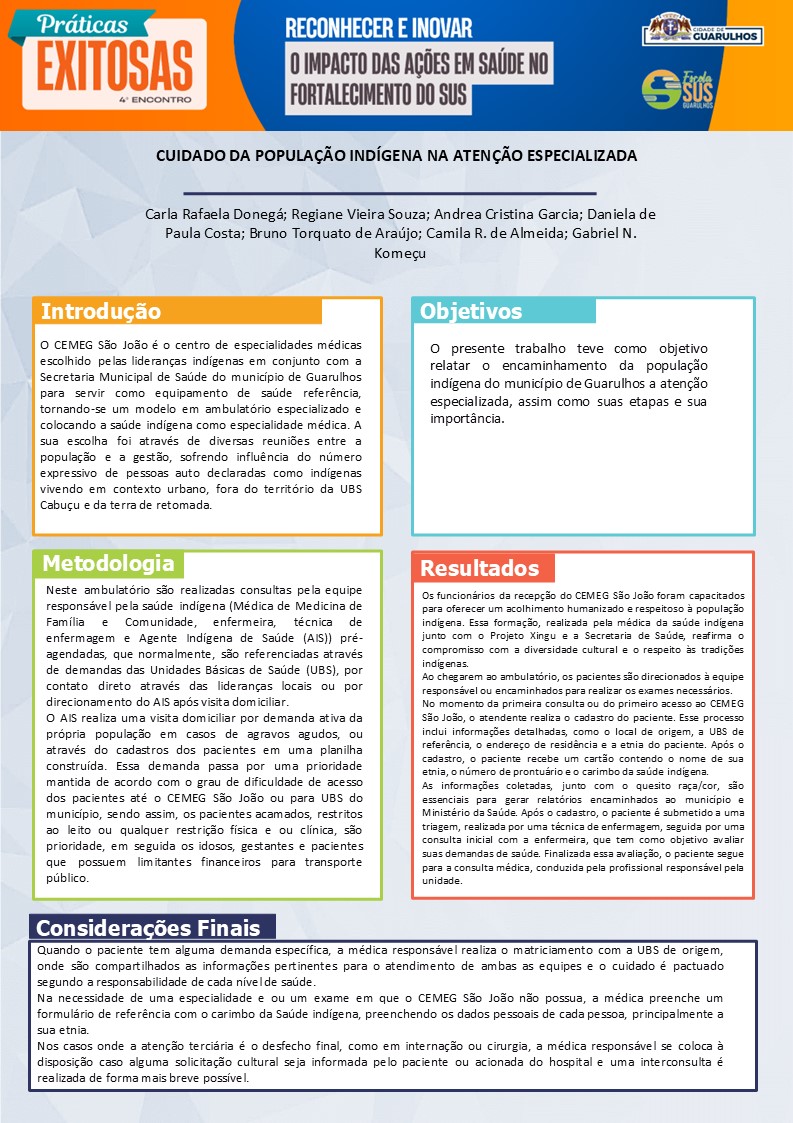 Práticas
EXITOSAS
4º ENCONTRO
RECONHECER E INOVAR
O IMPACTO DAS AÇÕES EM SAÚDE NO
FORTALECIMENTO DO SUS
CIDADE DE
GUARULHOS
Escola
SUS
GUARULHOS
CUIDADO DA POPULAÇÃO INDÍGENA NA ATENÇÃO ESPECIALIZADA
Carla Rafaela Donegá; Regiane Vieira Souza; Andrea Cristina Garcia; Daniela de
Paula Costa; Bruno Torquato de Araújo; Camila R. de Almeida; Gabriel N.
Komeçu
Introdução
O CEMEG São João é o centro de especialidades médicas
escolhido pelas lideranças indígenas em conjunto com a
Secretaria Municipal de Saúde do município de Guarulhos
para servir como equipamento de saúde referência,
tornando-se um modelo em ambulatório especializado e
colocando a saúde indígena como especialidade médica. A
sua escolha foi através de diversas reuniões entre a
população e a gestão, sofrendo influência do número
expressivo de pessoas auto declaradas como indígenas
vivendo em contexto urbano, fora do território da UBS
Cabuçu e da terra de retomada.
Objetivos
O presente trabalho teve como objetivo
relatar o encaminhamento da população
indígena do município de Guarulhos a atenção
especializada, assim como suas etapas e sua
importância.
Metodologia
Neste ambulatório são realizadas consultas pela equipe
responsável pela saúde indígena (Médica de Medicina de
Família e Comunidade, enfermeira, técnica de
enfermagem e Agente Indígena de Saúde (AIS)) pré-
agendadas, que normalmente, são referenciadas através
de demandas das Unidades Básicas de Saúde (UBS), por
contato direto através das lideranças locais ou por
direcionamento do AIS após visita domiciliar.
O AIS realiza uma visita domiciliar por demanda ativa da
própria população em casos de agravos agudos, ou
através do cadastros dos pacientes em uma planilha
construída. Essa demanda passa por uma prioridade
mantida de acordo com o grau de dificuldade de acesso
dos pacientes até o CEMEG São João ou para UBS do
município, sendo assim, os pacientes acamados, restritos
ao leito ou qualquer restrição física e ou clínica, são
prioridade, em seguida os idosos, gestantes e pacientes
que possuem limitantes financeiros para transporte
público.
Resultados
Os funcionários da recepção do CEMEG São João foram capacitados
para oferecer um acolhimento humanizado e respeitoso à população
indígena. Essa formação, realizada pela médica da saúde indígena
junto com o Projeto Xingu e a Secretaria de Saúde, reafirma o
compromisso com a diversidade cultural e o respeito às tradições
indígenas.
Ao chegarem ao ambulatório, os pacientes são direcionados à equipe
responsável ou encaminhados para realizar os exames necessários.
No momento da primeira consulta ou do primeiro acesso ao CEMEG
São João, o atendente realiza o cadastro do paciente. Esse processo
inclui informações detalhadas, como o local de origem, a UBS de
referência, o endereço de residência e a etnia do paciente. Após o
cadastro, o paciente recebe um cartão contendo o nome de sua
etnia, o número de prontuário e o carimbo da saúde indígena.
As informações coletadas, junto com o quesito raça/cor, são
essenciais para gerar relatórios encaminhados ao município e
Ministério da Saúde. Após o cadastro, o paciente é submetido a uma
triagem, realizada por uma técnica de enfermagem, seguida por uma
consulta inicial com a enfermeira, que tem como objetivo avaliar
suas demandas de saúde. Finalizada essa avaliação, o paciente segue
para a consulta médica, conduzida pela profissional responsável pela
unidade.
Considerações Finais
Quando o paciente tem alguma demanda específica, a médica responsável realiza o matriciamento com a UBS de origem,
onde são compartilhados as informações pertinentes para o atendimento de ambas as equipes e o cuidado é pactuado
segundo a responsabilidade de cada nível de saúde.
Na necessidade de uma especialidade e ou um exame em que o CEMEG São João não possua, a médica preenche um
formulário de referência com o carimbo da Saúde indígena, preenchendo os dados pessoais de cada pessoa, principalmente a
sua etnia.
Nos casos onde a atenção terciária é o desfecho final, como em internação ou cirurgia, a médica responsável se coloca à
disposição caso alguma solicitação cultural seja informada pelo paciente ou acionada do hospital e uma interconsulta é
realizada de forma mais breve possível.